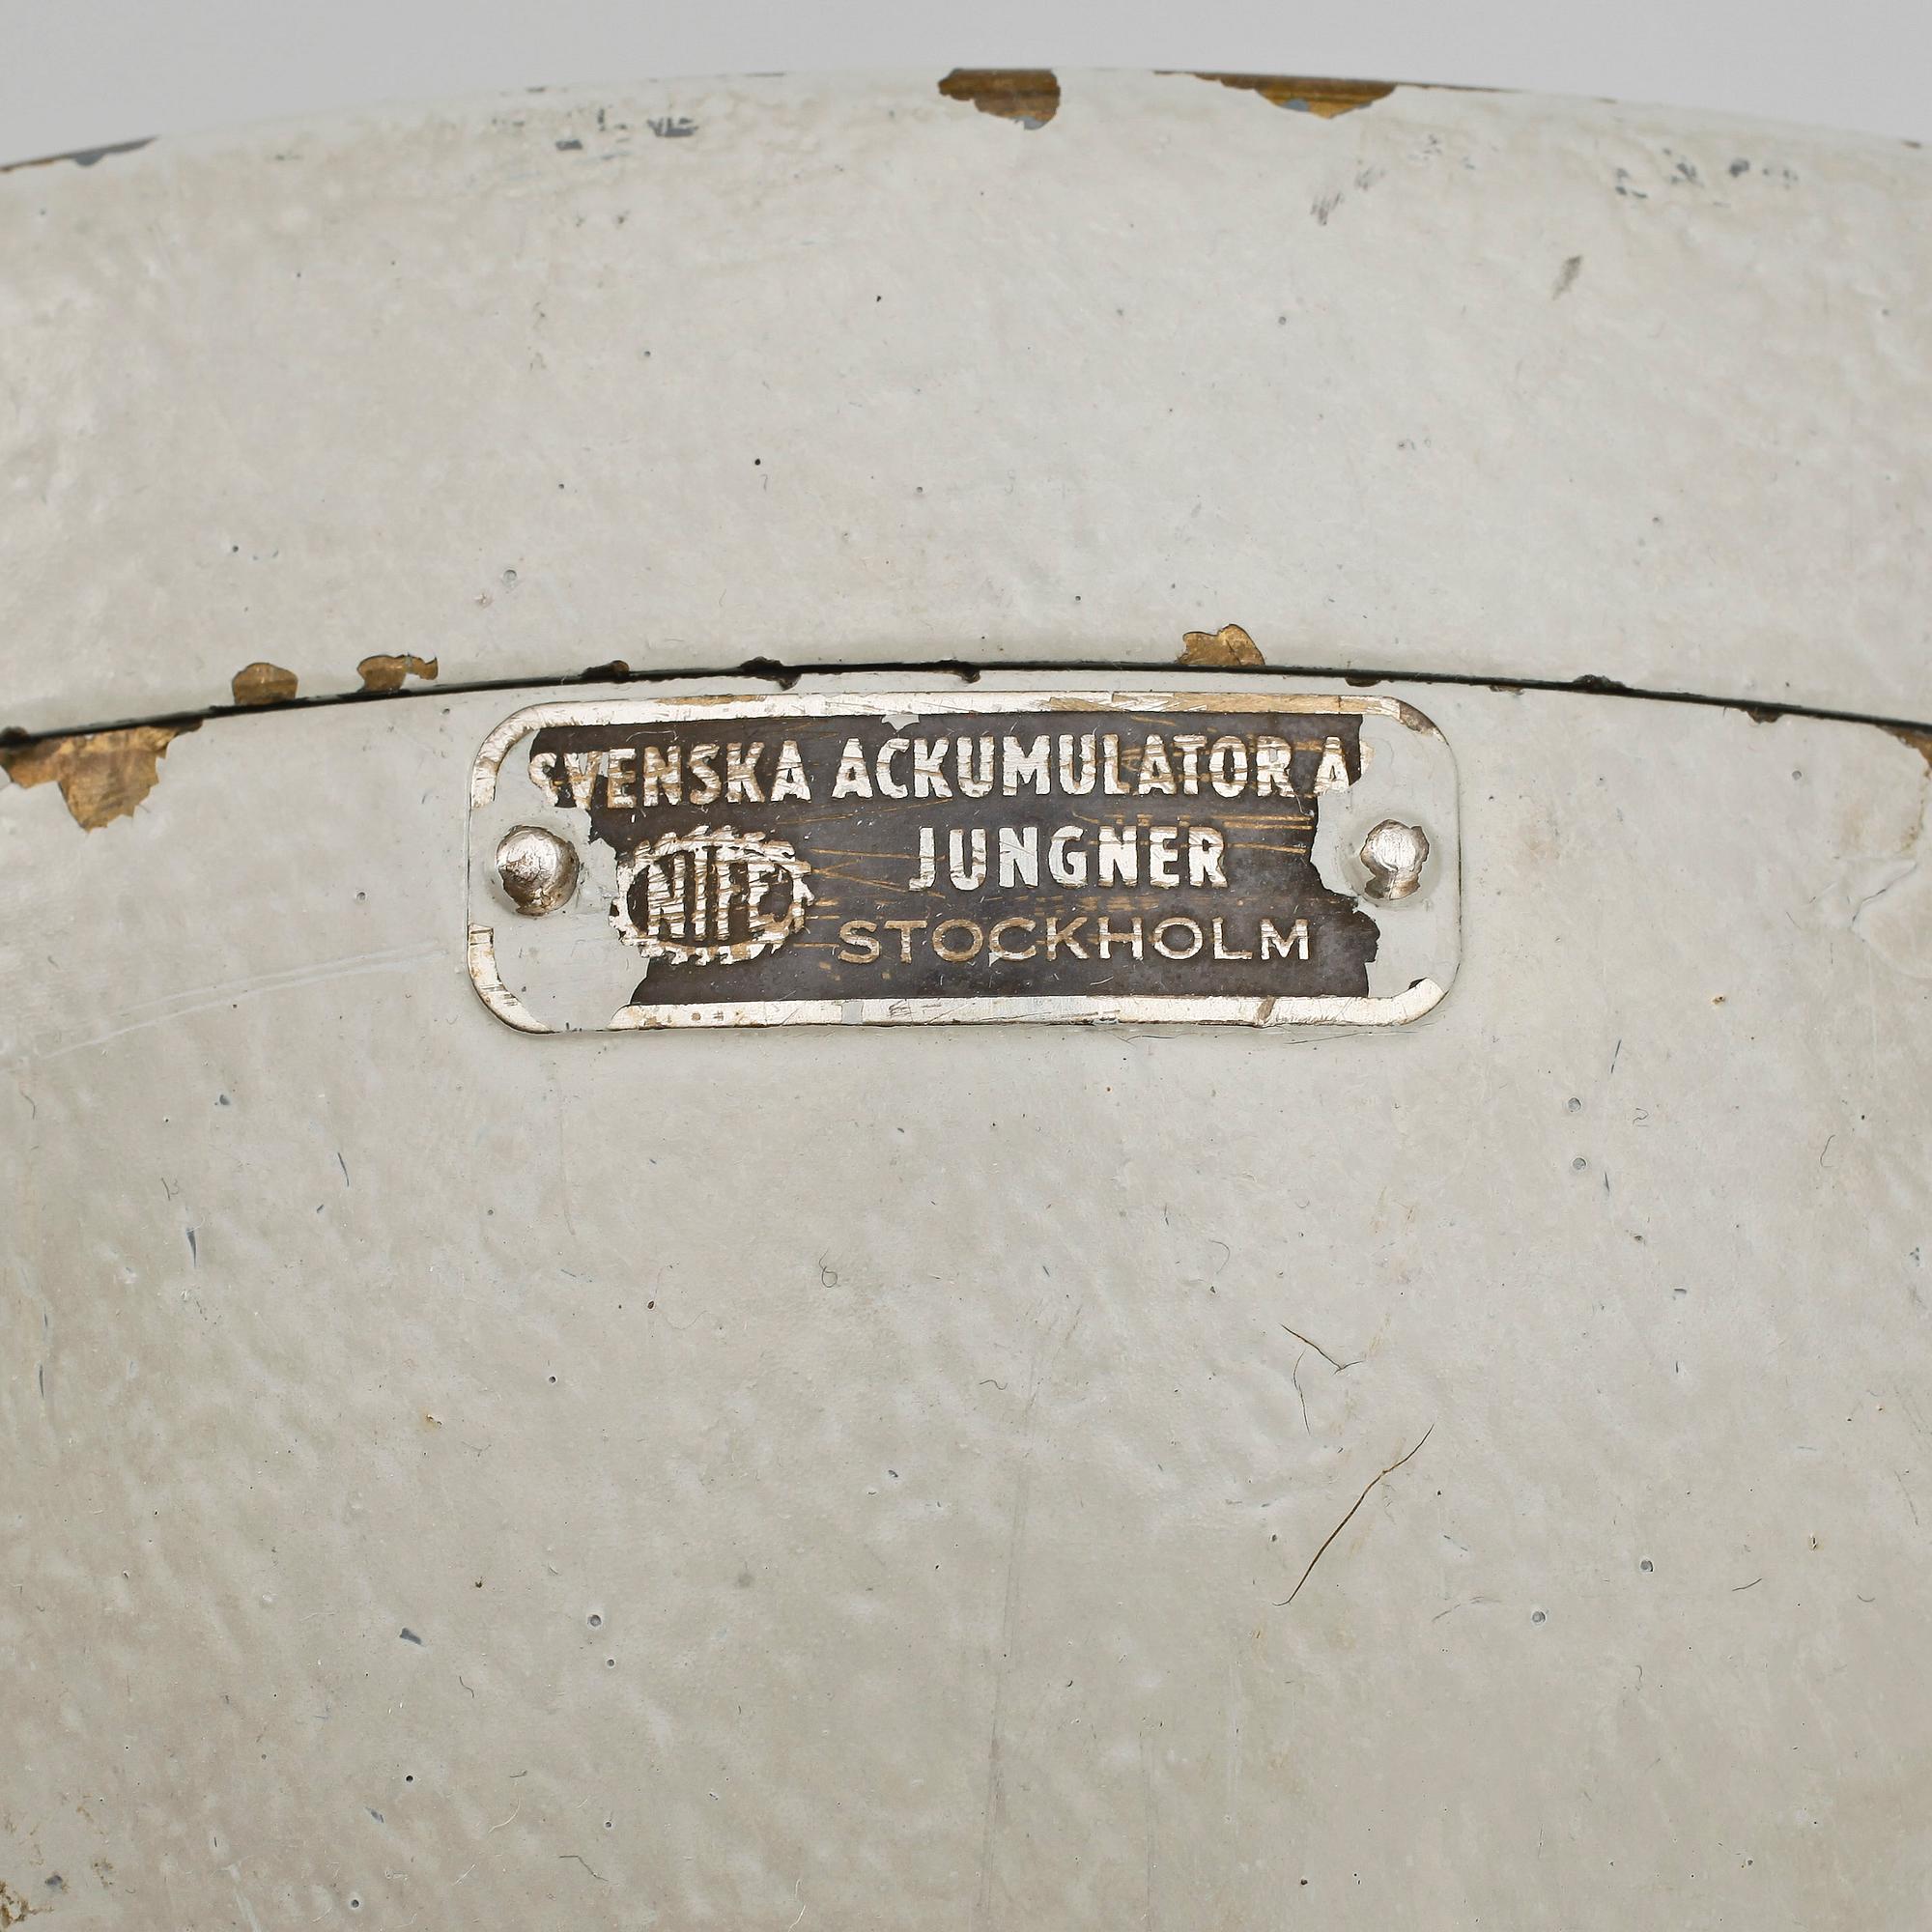 SVENSKA ACKUMULATOR A
JUNGNER
NIFE
STOCKHOLM